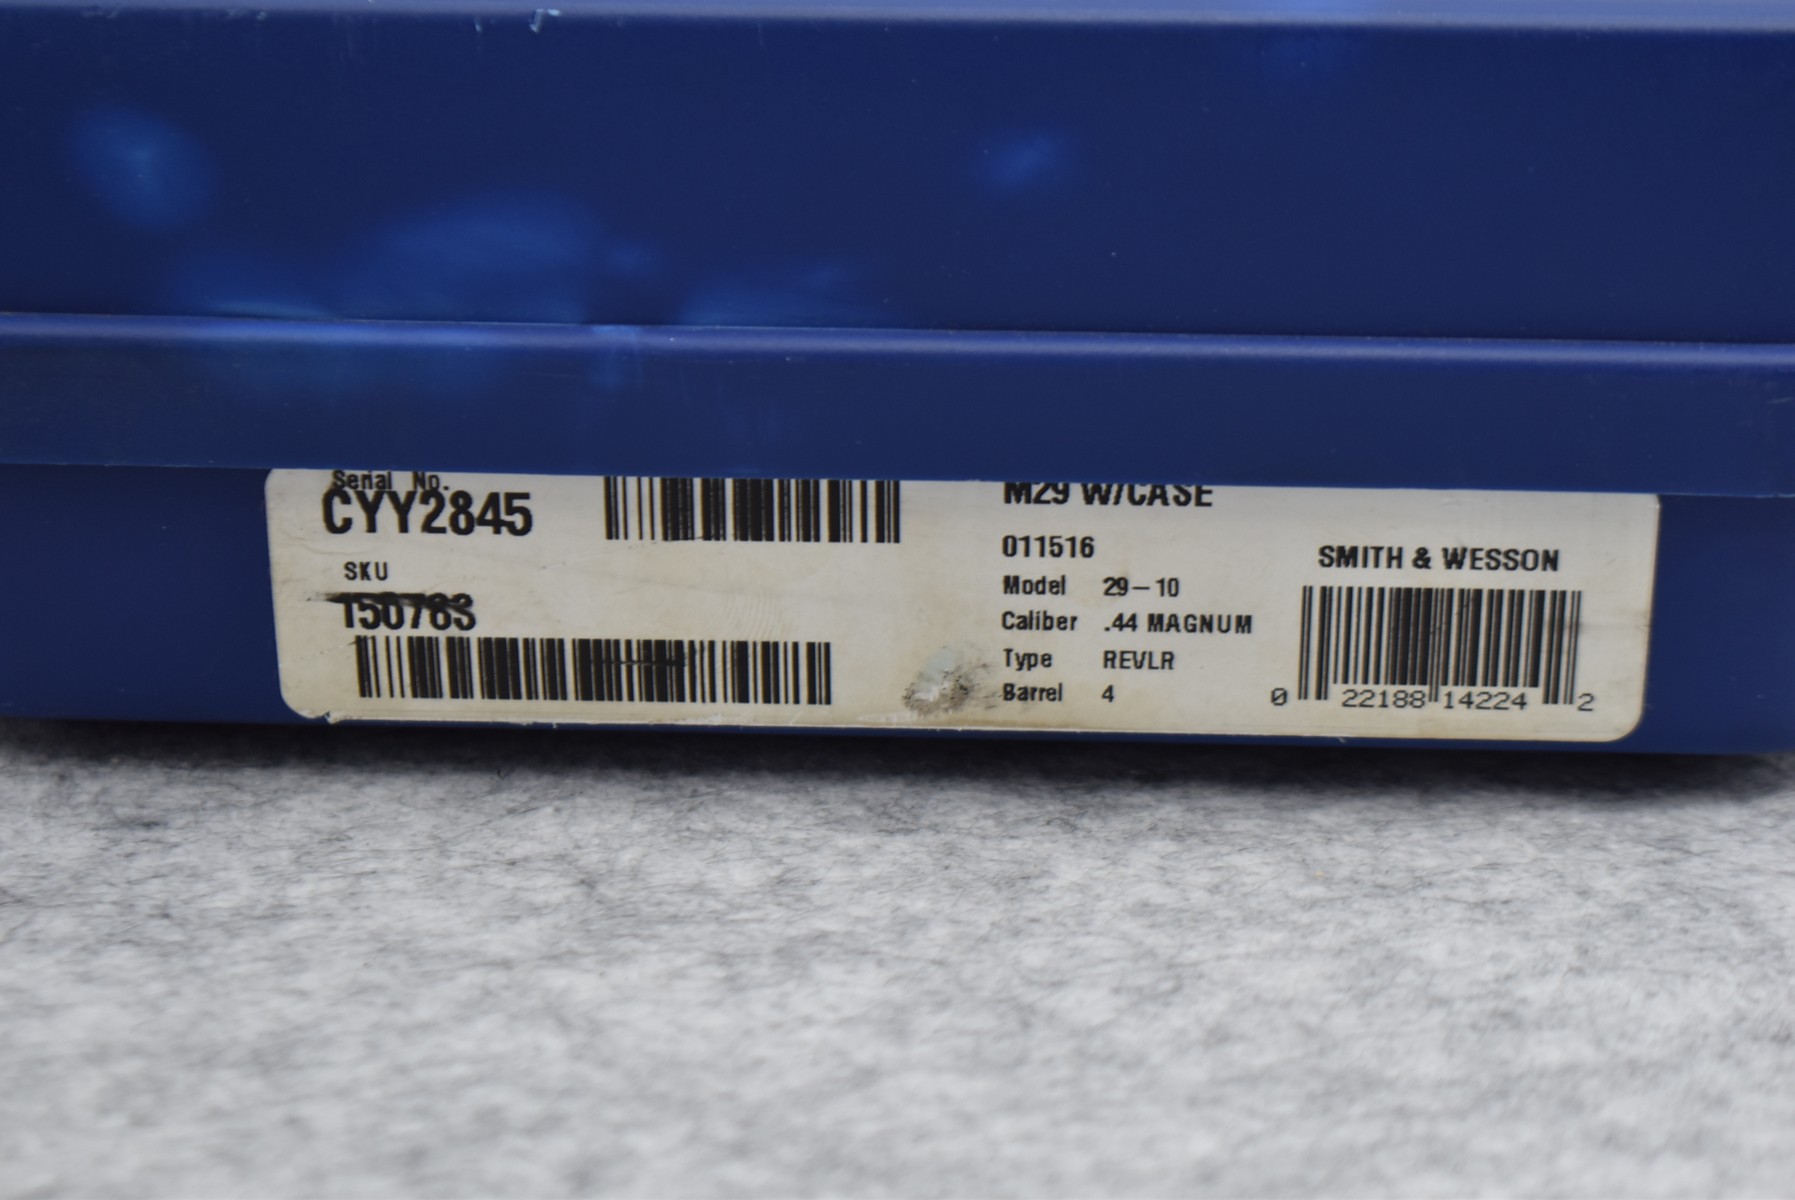 Serial No.
CYY2845
SKU
150763
M29 W/CASE
011516
Model 29-10
Caliber .44 MAGNUM
Type REVLR
Barrel 4
SMITH & WESSON
0 22188 14224 2